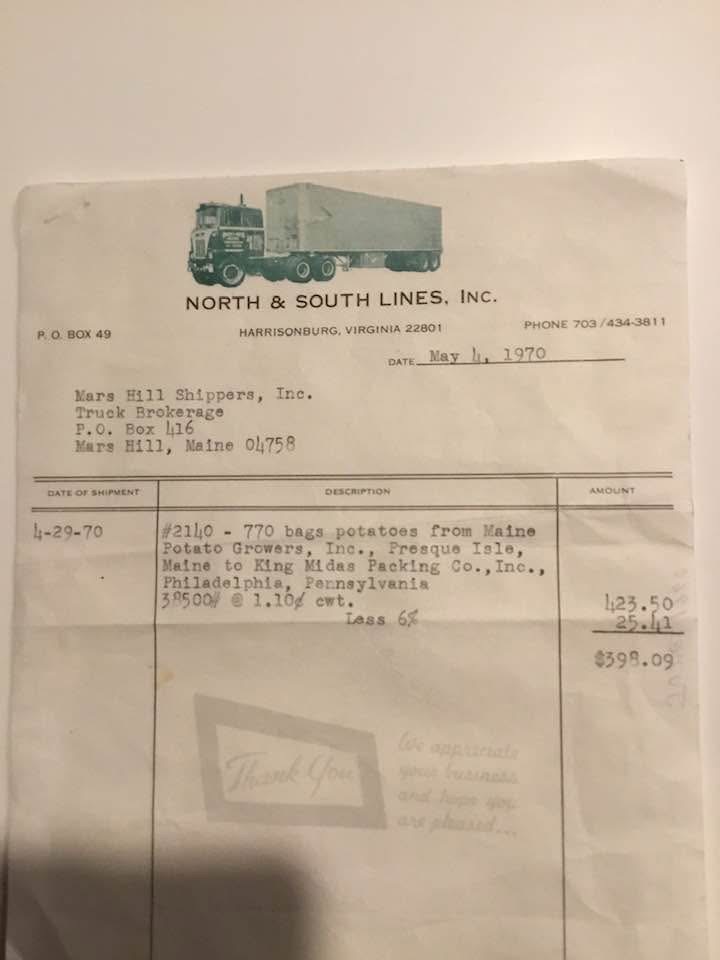 NORTH & SOUTH LINES, INC.
P. O. BOX 49
HARRISONBURG, VIRGINIA 22801
PHONE 703/434-3811
DATE May 4, 1970
Mars Hill Shippers, Inc.
Truck Brokerage
P.O. Box 416
Mars Hill, Maine 04758
DATE OF SHIPMENT DESCRIPTION AMOUNT
4-29-70 #2140 - 770 bags potatoes from Maine
Potato Growers, Inc., Presque Isle,
Maine to King Midas Packing Co.,Inc.,
Philadelphia, Pennsylvania
38500# @ 1.10¢ cwt. 423.50
Less 6% 25.41
$398.09
Thank You
We appreciate
your business
and hope you
are pleased...